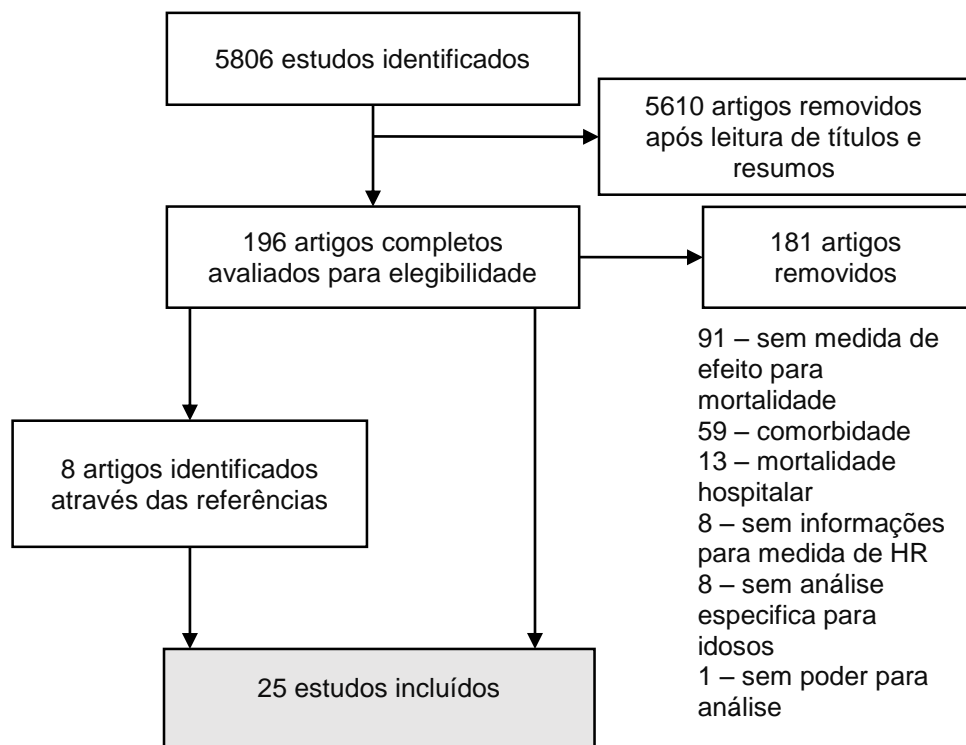 5806 estudos identificados
5610 artigos removidos
após leitura de títulos e
resumos
196 artigos completos
avaliados para elegibilidade
181 artigos
removidos
91 – sem medida de
efeito para
mortalidade
59 – comorbidade
13 – mortalidade
hospitalar
8 – sem informações
para medida de HR
8 – sem análise
especifica para
idosos
1 – sem poder para
análise
8 artigos identificados
através das referências
25 estudos incluídos